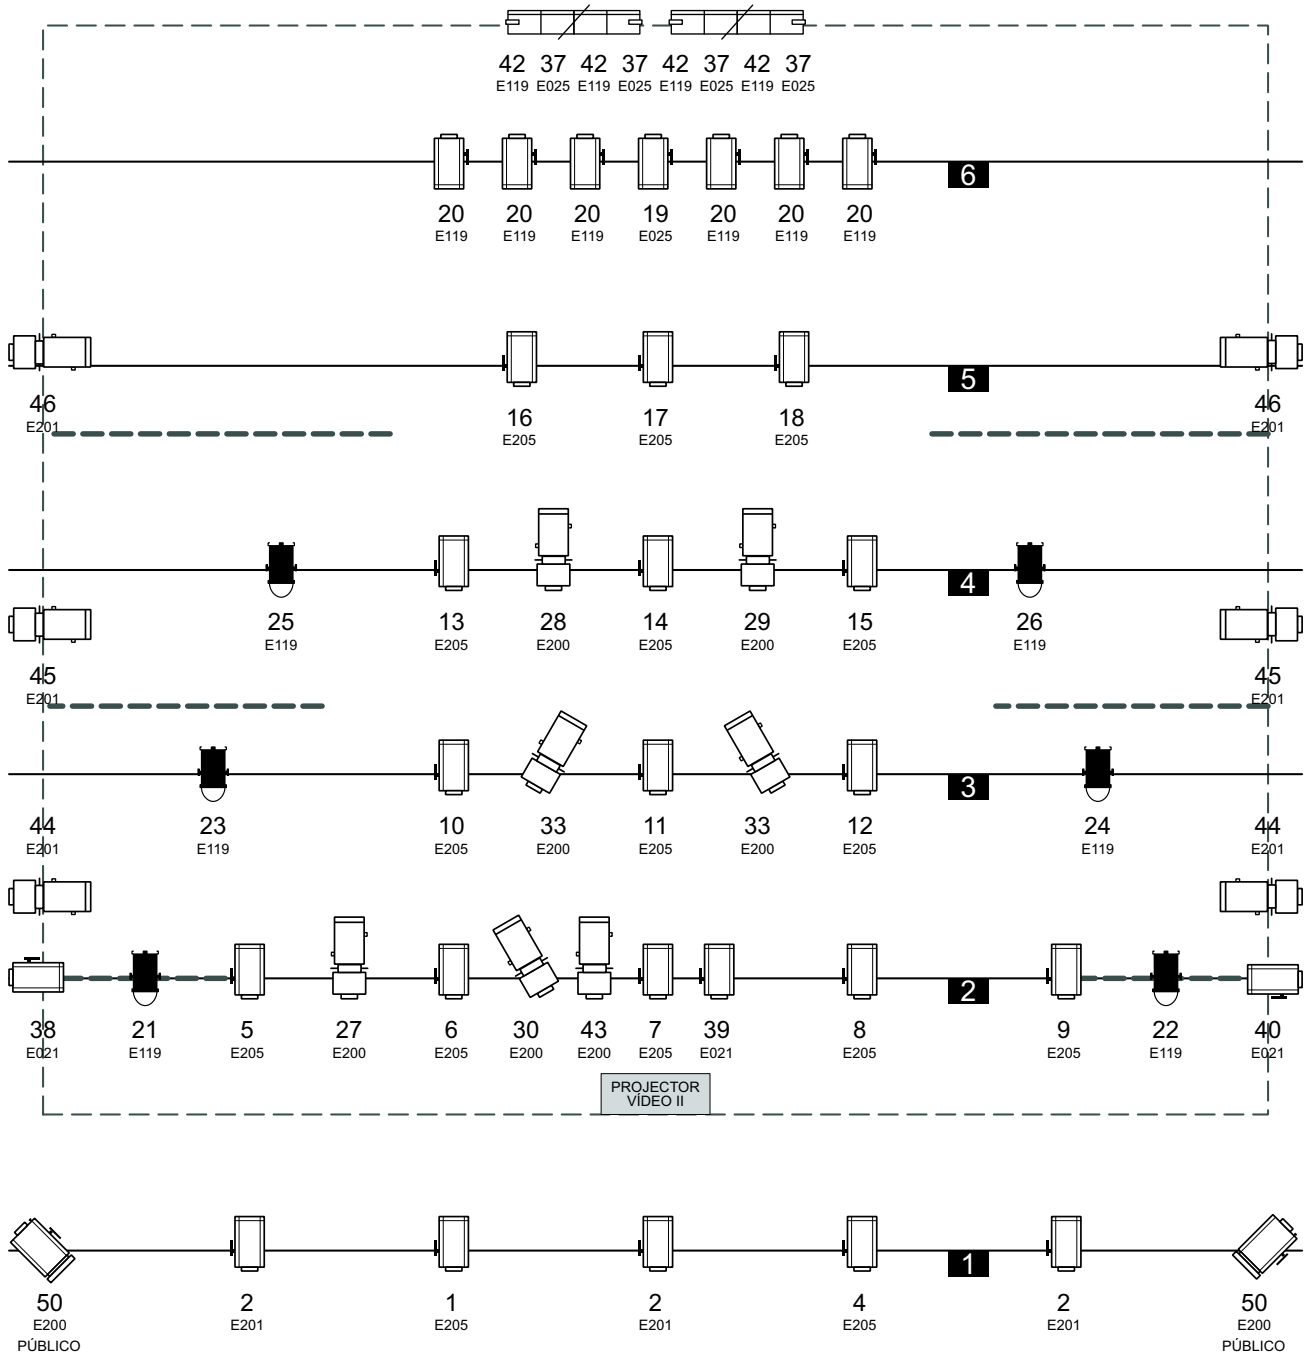 42 37 42 37 42 37 42 37
E119 E025 E119 E025 E119 E025 E119 E025
6
20 20 20 19 20 20 20
E119 E119 E119 E025 E119 E119 E119
5
46 16 17 18 46
E201 E205 E205 E205 E201
4
25 13 28 14 29 15 26
E119 E205 E200 E205 E200 E205 E119
45 45
E201 E201
3
44 23 10 33 11 33 12 24 44
E201 E119 E205 E200 E205 E200 E205 E119 E201
2
38 21 5 27 6 30 43 7 39 8 9 22 40
E021 E119 E205 E200 E205 E200 E200 E205 E021 E205 E205 E119 E021
PROJECTOR
VÍDEO II
1
50 2 1 2 4 2 50
E200 E201 E205 E201 E205 E201 E200
PÚBLICO PÚBLICO